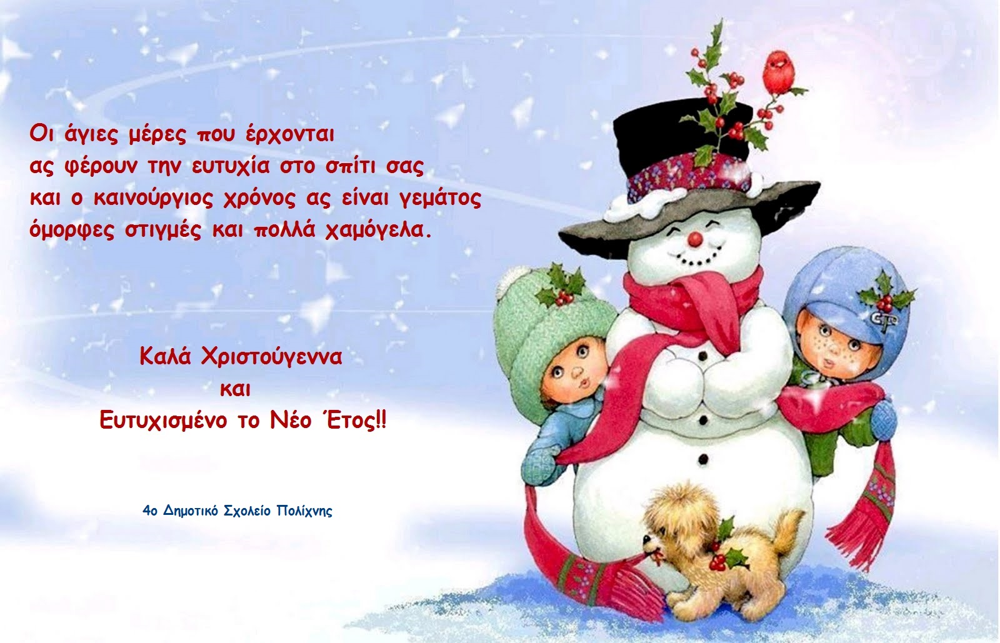 Οι άγιες μέρες που έρχονται
ας φέρουν την ευτυχία στο σπίτι σας
και ο καινούργιος χρόνος ας είναι γεμάτος
όμορφες στιγμές και πολλά χαμόγελα.
Καλά Χριστούγεννα
και
Ευτυχισμένο το Νέο Έτος!!
4ο Δημοτικό Σχολείο Πολίχνης